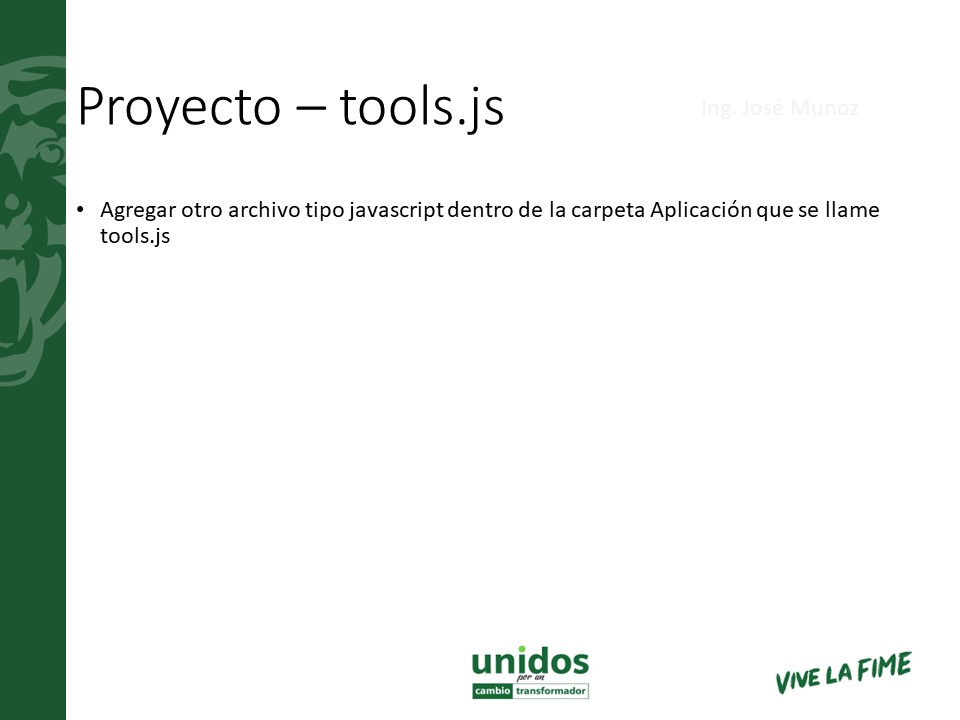 Proyecto – tools.js
Ing. José Munoz
• Agregar otro archivo tipo javascript dentro de la carpeta Aplicación que se llame
tools.js
unidos
por un
cambio transformador
VIVE LA FIME